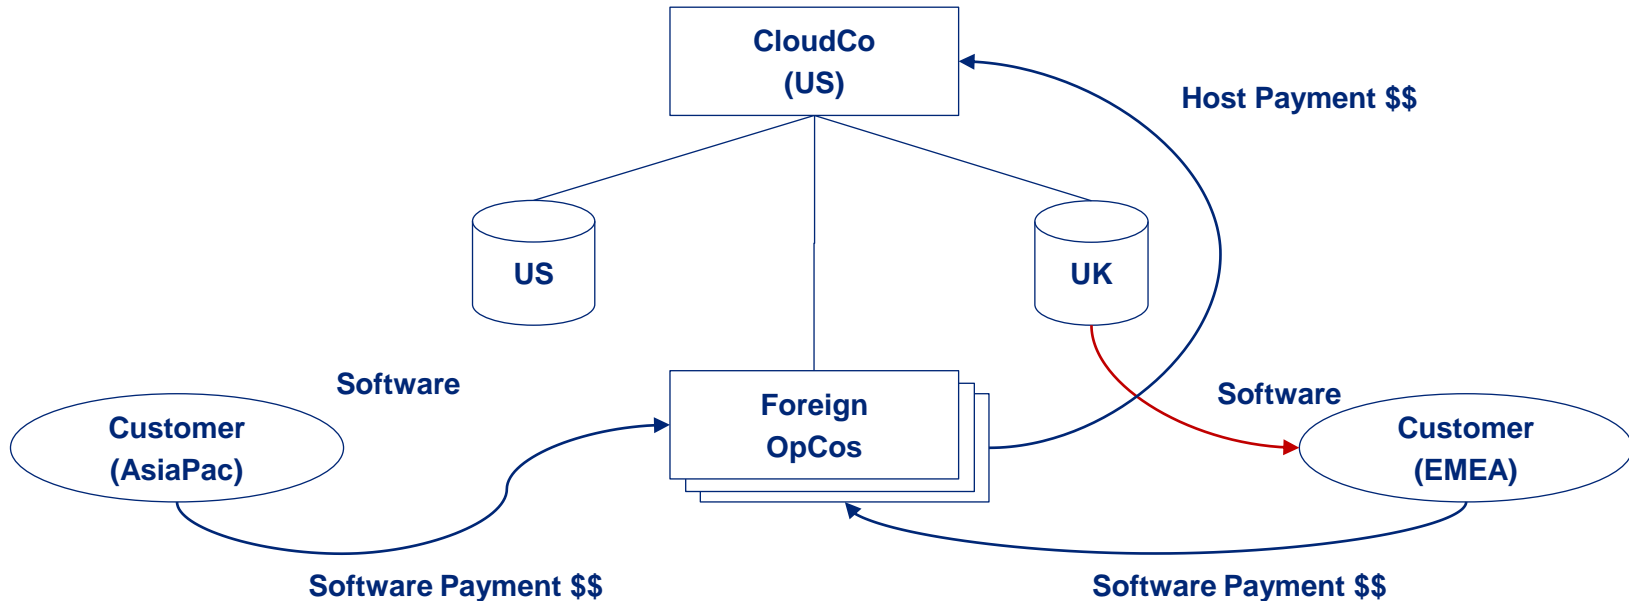 CloudCo
(US)
Host Payment $$
US
UK
Software
Foreign
OpCos
Software
Customer
(AsiaPac)
Customer
(EMEA)
Software Payment $$
Software Payment $$